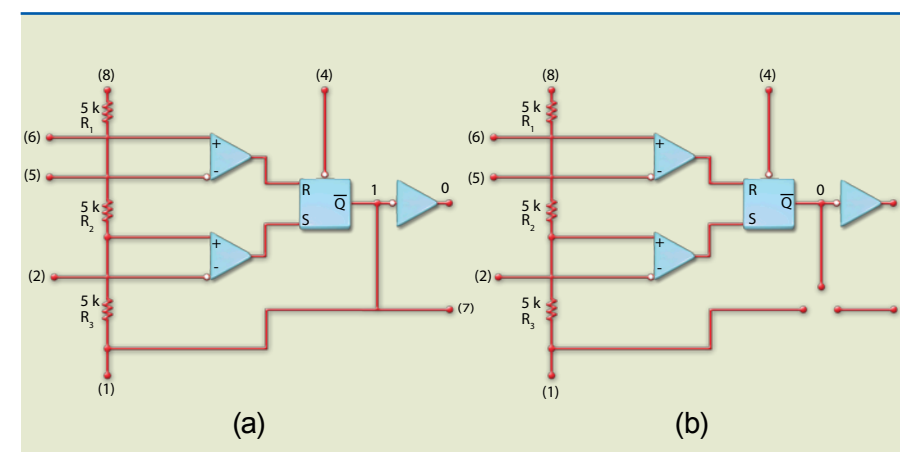 (8)
(4)
5 k
R1
(6)
+
(5)
-
R
Q̅
1
0
5 k
R2
S
+
(2)
-
5 k
R3
(7)
(1)
(a)
(8)
(4)
5 k
R1
(6)
+
(5)
-
R
Q̅
0
5 k
R2
S
+
(2)
-
5 k
R3
(1)
(b)